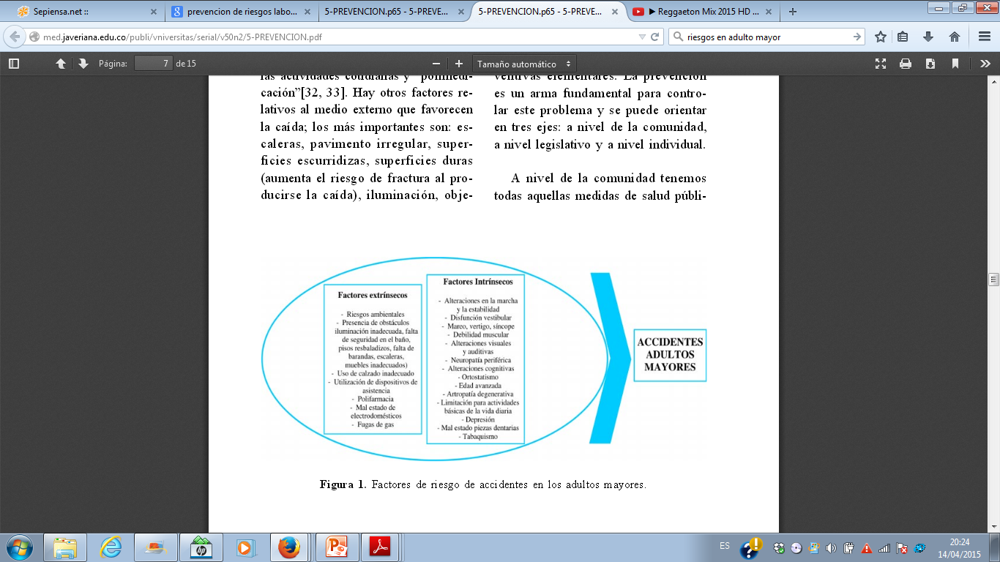 Sepiensa.net ::
prevencion de riesgos labo...
5-PREVENCION.p65 - 5-PREVE...
5-PREVENCION.p65 - 5-PREVE...
▶ Reggaeton Mix 2015 HD ...
med.javeriana.edu.co/publi/vniversitas/serial/v50n2/5-PREVENCION.pdf
riesgos en adulto mayor
Página:
7
de 15
Tamaño automático
las actividades cotidianas y "polimedi-
cación"[32, 33]. Hay otros factores re-
lativos al medio externo que favorecen
la caída; los más importantes son: es-
caleras, pavimento irregular, super-
ficies escurridizas, superficies duras
(aumenta el riesgo de fractura al pro-
ducirse la caída), iluminación, obje-
ventivas elementales. La prevención
es un arma fundamental para contro-
lar este problema y se puede orientar
en tres ejes: a nivel de la comunidad,
a nivel legislativo y a nivel individual.
A nivel de la comunidad tenemos
todas aquellas medidas de salud públi-
Factores extrínsecos
- Riesgos ambientales
- Presencia de obstáculos
iluminación inadecuada, falta
de seguridad en el baño,
pisos resbaladizos, falta de
barandas, escaleras,
muebles inadecuados)
- Uso de calzado inadecuado
- Utilización de dispositivos de
asistencia
- Polifarmacia
- Mal estado de
electrodomésticos
- Fugas de gas
Factores Intrínsecos
- Alteraciones en la marcha
y la estabilidad
- Disfunción vestibular
- Mareo, vertigo, síncope
- Debilidad muscular
- Alteraciones visuales
y auditivas
- Neuropatía periférica
- Alteraciones cognitivas
- Ortostatismo
- Edad avanzada
- Artropatía degenerativa
- Limitación para actividades
básicas de la vida diaria
- Depresión
- Mal estado piezas dentarias
- Tabaquismo
ACCIDENTES
ADULTOS
MAYORES
Figura 1. Factores de riesgo de accidentes en los adultos mayores.
ES
20:24
14/04/2015